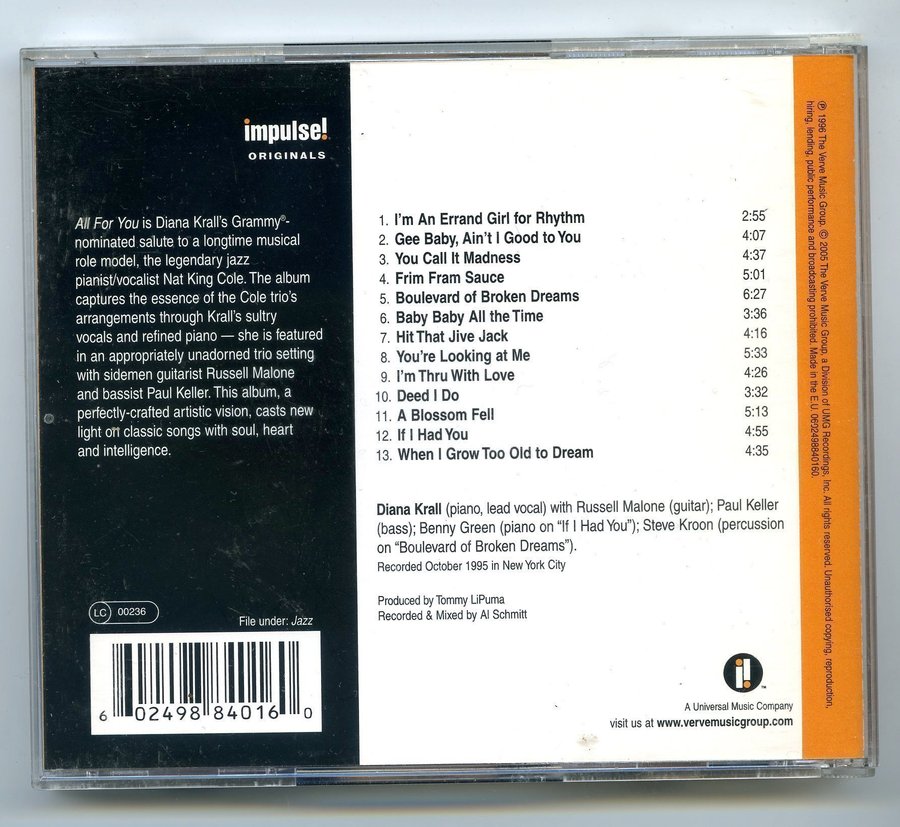 impulse!
ORIGINALS
All For You is Diana Krall's Grammy®-
nominated salute to a longtime musical
role model, the legendary jazz
pianist/vocalist Nat King Cole. The album
captures the essence of the Cole trio's
arrangements through Krall's sultry
vocals and refined piano — she is featured
in an appropriately unadorned trio setting
with sidemen guitarist Russell Malone
and bassist Paul Keller. This album, a
perfectly-crafted artistic vision, casts new
light on classic songs with soul, heart
and intelligence.
LC 00236
File under: Jazz
6 02498 84016 0
1. I'm An Errand Girl for Rhythm 2:55
2. Gee Baby, Ain't I Good to You 4:07
3. You Call It Madness 4:37
4. Frim Fram Sauce 5:01
5. Boulevard of Broken Dreams 6:27
6. Baby Baby All the Time 3:36
7. Hit That Jive Jack 4:16
8. You're Looking at Me 5:33
9. I'm Thru With Love 4:26
10. Deed I Do 3:32
11. A Blossom Fell 5:13
12. If I Had You 4:55
13. When I Grow Too Old to Dream 4:35
Diana Krall (piano, lead vocal) with Russell Malone (guitar); Paul Keller
(bass); Benny Green (piano on “If I Had You”); Steve Kroon (percussion
on “Boulevard of Broken Dreams”).
Recorded October 1995 in New York City
Produced by Tommy LiPuma
Recorded & Mixed by Al Schmitt
i!™
A Universal Music Company
visit us at www.vervemusicgroup.com
℗ 1996 The Verve Music Group. © 2005 The Verve Music Group, a Division of UMG Recordings, Inc. All rights reserved. Unauthorised copying, reproduction,
hiring, lending, public performance and broadcasting prohibited. Made in the E.U. 0602498840160.